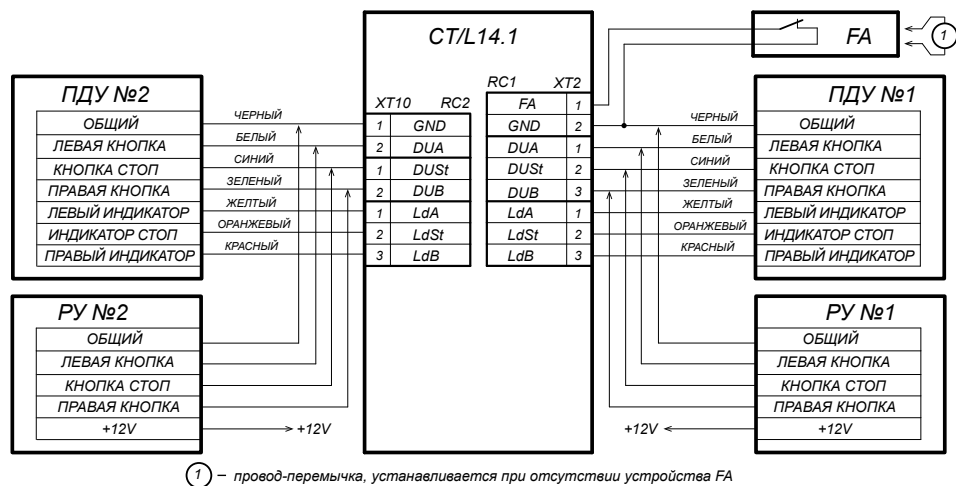 CT/L14.1
FA
1
ПДУ №2
ОБЩИЙ
ЛЕВАЯ КНОПКА
КНОПКА СТОП
ПРАВАЯ КНОПКА
ЛЕВЫЙ ИНДИКАТОР
ИНДИКАТОР СТОП
ПРАВЫЙ ИНДИКАТОР
ЧЕРНЫЙ
БЕЛЫЙ
СИНИЙ
ЗЕЛЕНЫЙ
ЖЕЛТЫЙ
ОРАНЖЕВЫЙ
КРАСНЫЙ
XT10 RC2
1 GND
2 DUA
1 DUSt
2 DUB
1 LdA
2 LdSt
3 LdB
RC1 XT2
FA 1
GND 2
DUA 1
DUSt 2
DUB 3
LdA 1
LdSt 2
LdB 3
ЧЕРНЫЙ
БЕЛЫЙ
СИНИЙ
ЗЕЛЕНЫЙ
ЖЕЛТЫЙ
ОРАНЖЕВЫЙ
КРАСНЫЙ
ПДУ №1
ОБЩИЙ
ЛЕВАЯ КНОПКА
КНОПКА СТОП
ПРАВАЯ КНОПКА
ЛЕВЫЙ ИНДИКАТОР
ИНДИКАТОР СТОП
ПРАВЫЙ ИНДИКАТОР
РУ №2
ОБЩИЙ
ЛЕВАЯ КНОПКА
КНОПКА СТОП
ПРАВАЯ КНОПКА
+12V
+12V
РУ №1
ОБЩИЙ
ЛЕВАЯ КНОПКА
КНОПКА СТОП
ПРАВАЯ КНОПКА
+12V
+12V
1 – провод-перемычка, устанавливается при отсутствии устройства FA